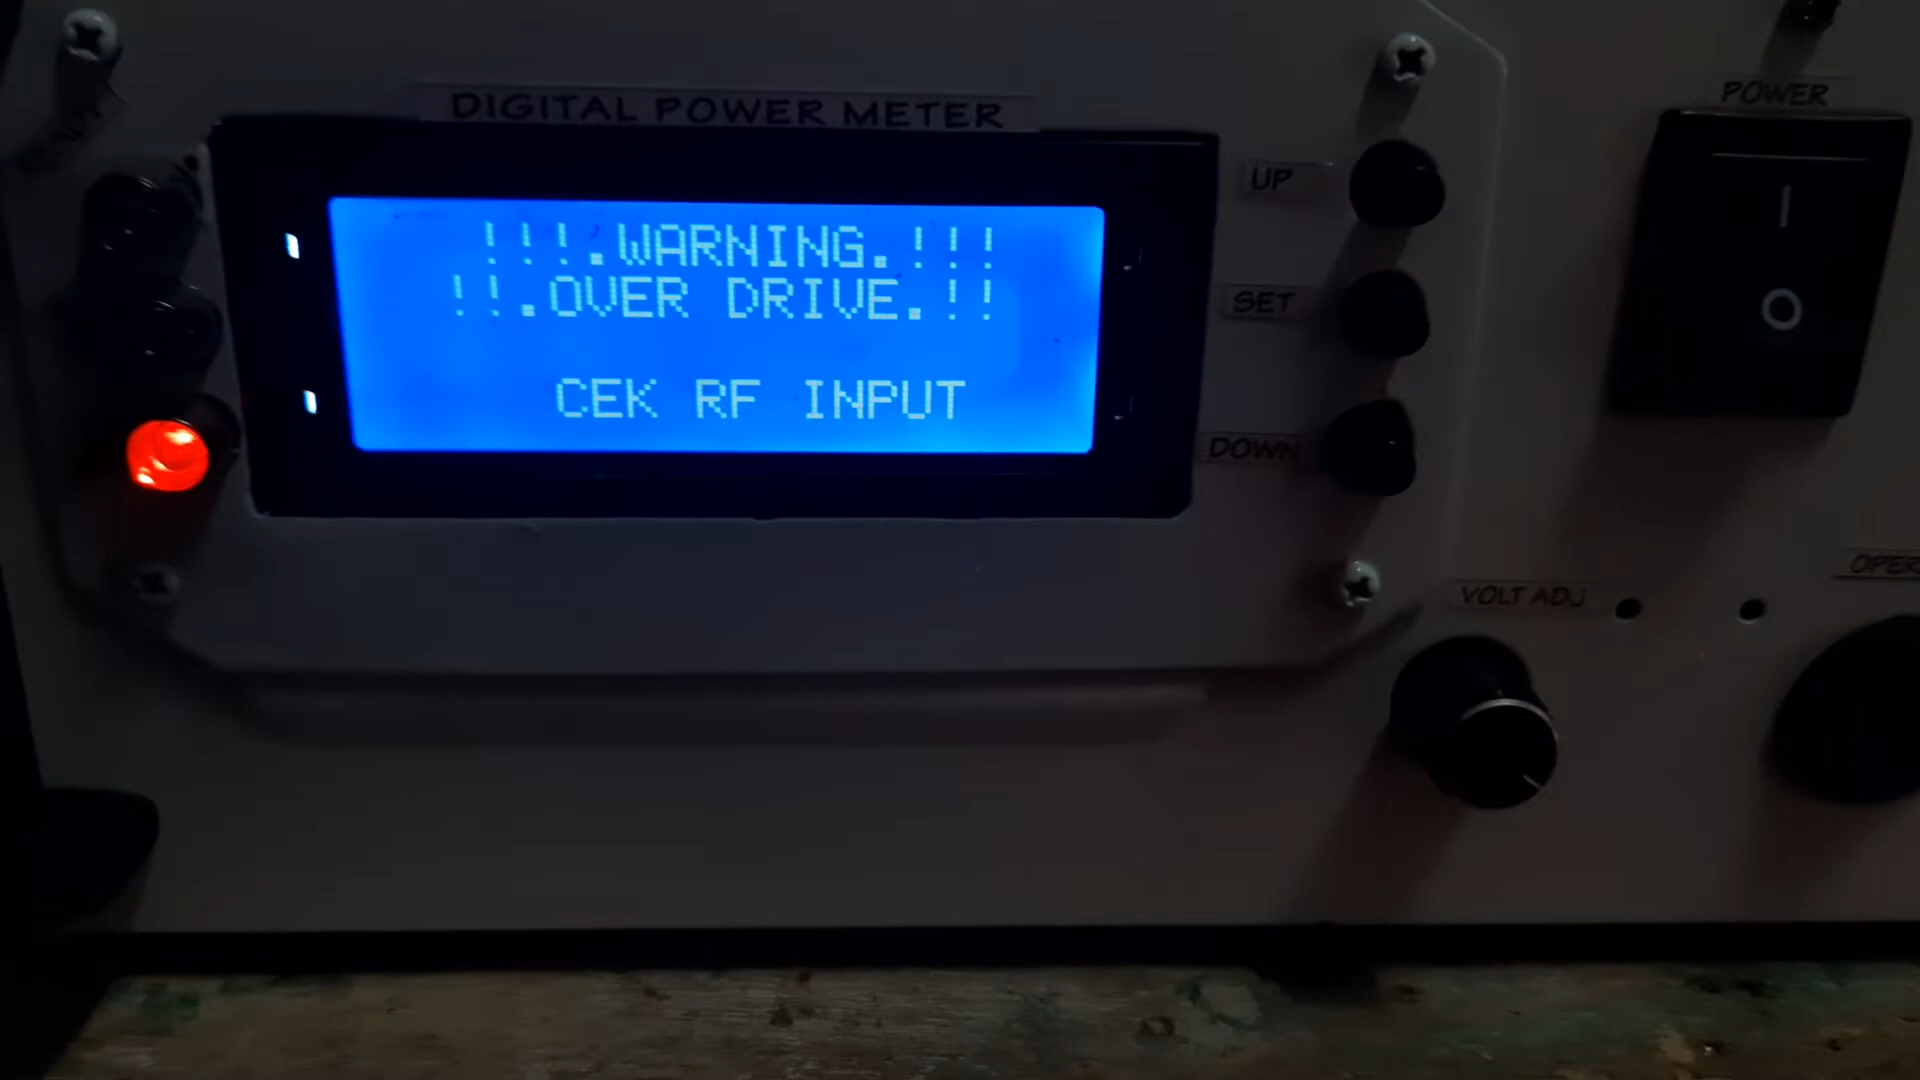 DIGITAL POWER METER
!!!.WARNING.!!!
!!.OVER DRIVE.!!
CEK RF INPUT
UP
SET
DOWN
POWER
I
O
VOLT ADJ